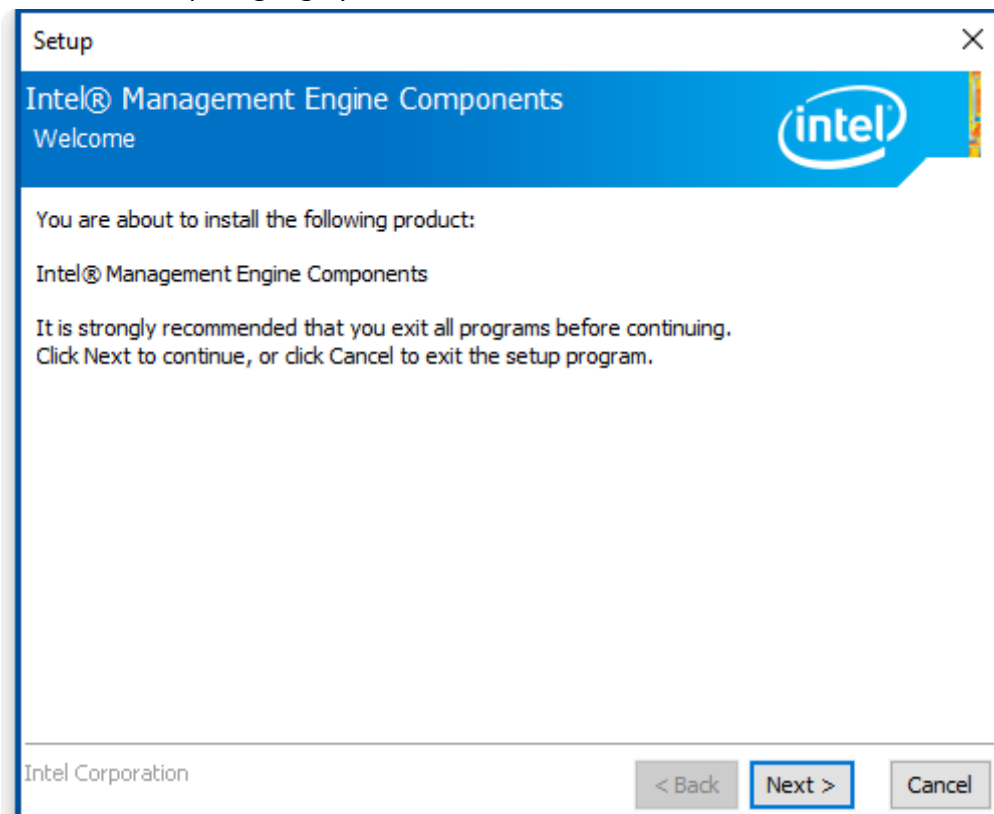 Setup
Intel® Management Engine Components
Welcome
intel
You are about to install the following product:
Intel® Management Engine Components
It is strongly recommended that you exit all programs before continuing.
Click Next to continue, or click Cancel to exit the setup program.
Intel Corporation
< Back Next > Cancel